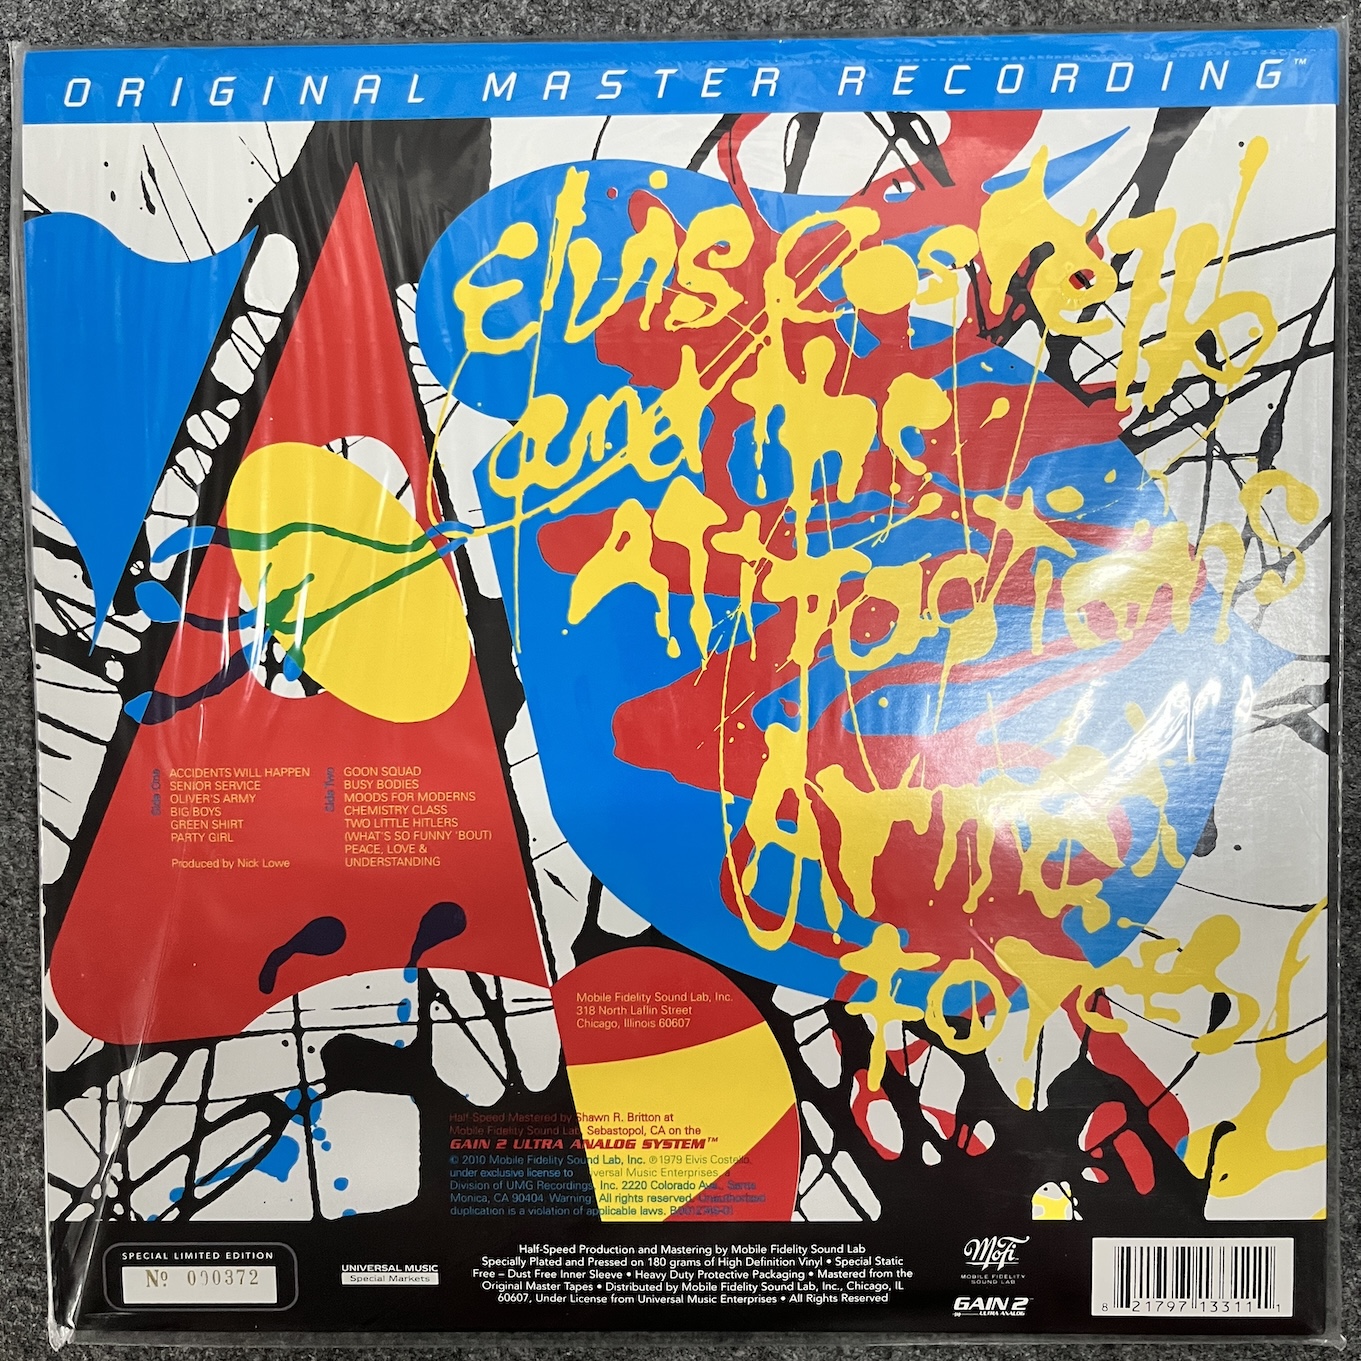 ORIGINAL MASTER RECORDING™
Elvis Costello
and the
Attractions
Armed
forces
Side One
ACCIDENTS WILL HAPPEN
SENIOR SERVICE
OLIVER'S ARMY
BIG BOYS
GREEN SHIRT
PARTY GIRL
Produced by Nick Lowe
Side Two
GOON SQUAD
BUSY BODIES
MOODS FOR MODERNS
CHEMISTRY CLASS
TWO LITTLE HITLERS
(WHAT'S SO FUNNY 'BOUT)
PEACE, LOVE &
UNDERSTANDING
Mobile Fidelity Sound Lab, Inc.
318 North Laflin Street
Chicago, Illinois 60607
Half-Speed Mastered by Shawn R. Britton at
Mobile Fidelity Sound Lab, Sebastopol, CA on the
GAIN 2 ULTRA ANALOG SYSTEM™
© 2010 Mobile Fidelity Sound Lab, Inc. ℗ 1979 Elvis Costello,
under exclusive license to Universal Music Enterprises, a
Division of UMG Recordings, Inc. 2220 Colorado Ave., Santa
Monica, CA 90404. Warning: All rights reserved. Unauthorized
duplication is a violation of applicable laws.
SPECIAL LIMITED EDITION
Nº 000372
UNIVERSAL MUSIC
Special Markets
Half-Speed Production and Mastering by Mobile Fidelity Sound Lab
Specially Plated and Pressed on 180 grams of High Definition Vinyl • Special Static
Free – Dust Free Inner Sleeve • Heavy Duty Protective Packaging • Mastered from the
Original Master Tapes • Distributed by Mobile Fidelity Sound Lab, Inc., Chicago, IL
60607, Under License from Universal Music Enterprises • All Rights Reserved
MoFi
MOBILE FIDELITY
SOUND LAB
GAIN 2™
ULTRA ANALOG
8 21797 13311 1